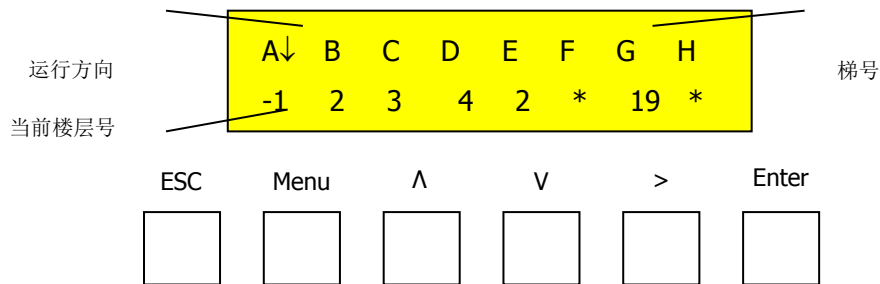 A↓ B C D E F G H
运行方向
梯号
-1 2 3 4 2 * 19 *
当前楼层号
ESC Menu Λ V > Enter